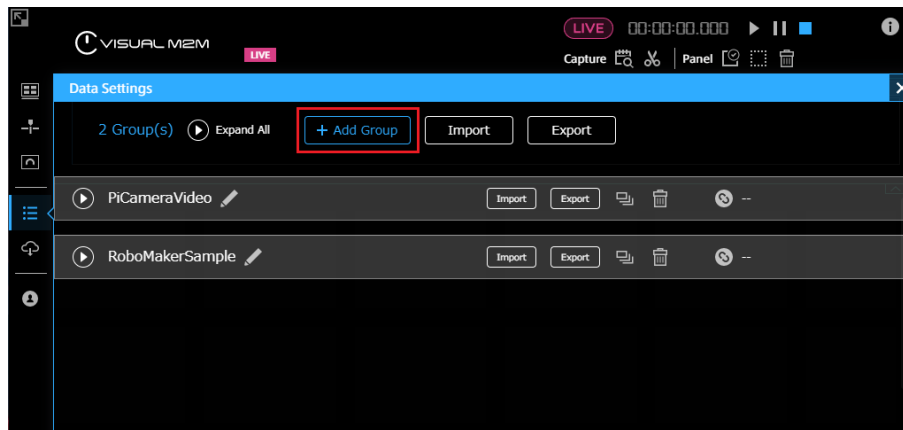 LIVE 00:00:00.000
VISUAL M2M
LIVE
Capture Panel
Data Settings
2 Group(s) Expand All + Add Group Import Export
PiCameraVideo Import Export --
RoboMakerSample Import Export --